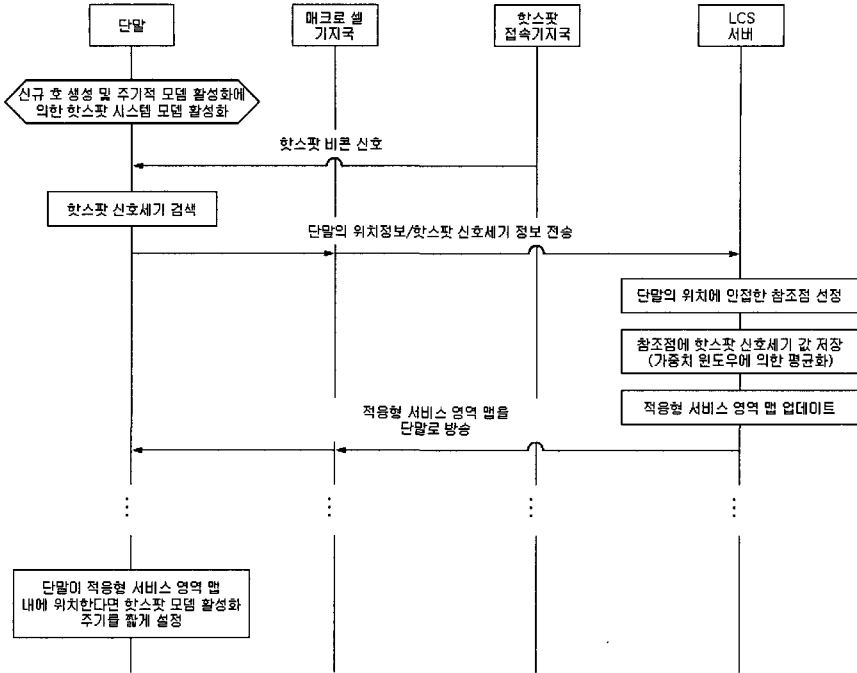 단말
매크로 셀
기지국
핫스팟
접속기지국
LCS
서버
신규 호 생성 및 주기적 모뎀 활성화에
의한 핫스팟 시스템 모뎀 활성화
핫스팟 비콘 신호
핫스팟 신호세기 검색
단말의 위치정보/핫스팟 신호세기 정보 전송
단말의 위치에 인접한 참조점 선정
참조점에 핫스팟 신호세기 값 저장
(가중치 윈도우에 의한 평균화)
적응형 서비스 영역 맵 업데이트
적응형 서비스 영역 맵을
단말로 방송
단말이 적응형 서비스 영역 맵
내에 위치한다면 핫스팟 모뎀 활성화
주기를 짧게 설정